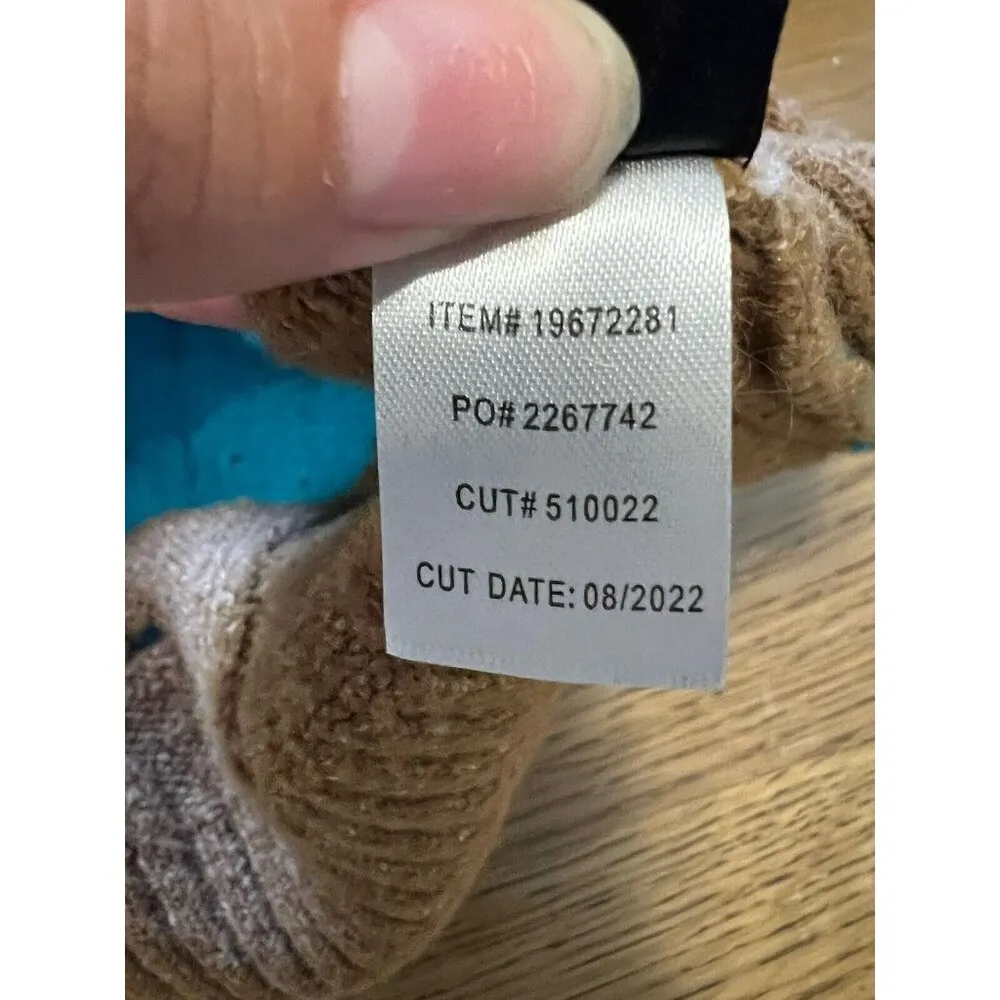 ITEM# 19672281
PO# 2267742
CUT# 510022
CUT DATE: 08/2022